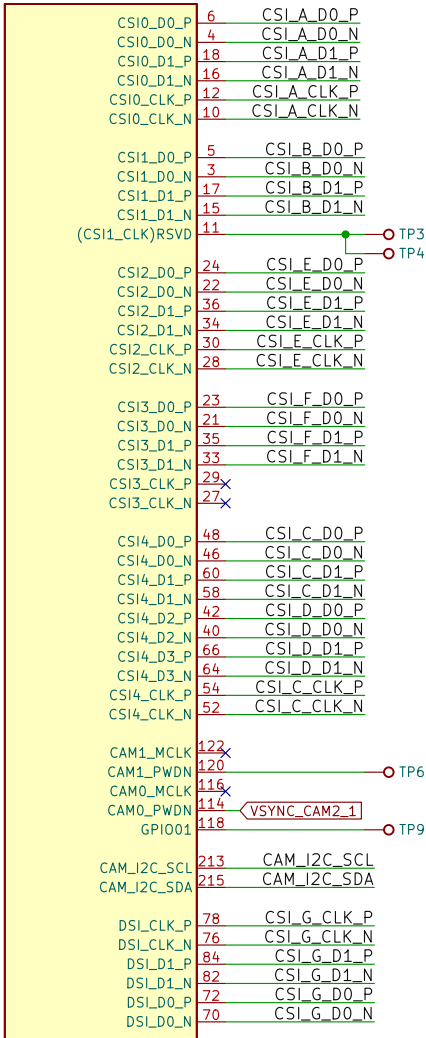 CSI0_D0_P 6 CSI_A_D0_P
CSI0_D0_N 4 CSI_A_D0_N
CSI0_D1_P 18 CSI_A_D1_P
CSI0_D1_N 16 CSI_A_D1_N
CSI0_CLK_P 12 CSI_A_CLK_P
CSI0_CLK_N 10 CSI_A_CLK_N
CSI1_D0_P 5 CSI_B_D0_P
CSI1_D0_N 3 CSI_B_D0_N
CSI1_D1_P 17 CSI_B_D1_P
CSI1_D1_N 15 CSI_B_D1_N
(CSI1_CLK)RSVD 11 TP3
TP4
CSI2_D0_P 24 CSI_E_D0_P
CSI2_D0_N 22 CSI_E_D0_N
CSI2_D1_P 36 CSI_E_D1_P
CSI2_D1_N 34 CSI_E_D1_N
CSI2_CLK_P 30 CSI_E_CLK_P
CSI2_CLK_N 28 CSI_E_CLK_N
CSI3_D0_P 23 CSI_F_D0_P
CSI3_D0_N 21 CSI_F_D0_N
CSI3_D1_P 35 CSI_F_D1_P
CSI3_D1_N 33 CSI_F_D1_N
CSI3_CLK_P 29
CSI3_CLK_N 27
CSI4_D0_P 48 CSI_C_D0_P
CSI4_D0_N 46 CSI_C_D0_N
CSI4_D1_P 60 CSI_C_D1_P
CSI4_D1_N 58 CSI_C_D1_N
CSI4_D2_P 42 CSI_D_D0_P
CSI4_D2_N 40 CSI_D_D0_N
CSI4_D3_P 66 CSI_D_D1_P
CSI4_D3_N 64 CSI_D_D1_N
CSI4_CLK_P 54 CSI_C_CLK_P
CSI4_CLK_N 52 CSI_C_CLK_N
CAM1_MCLK 122
CAM1_PWDN 120 TP6
CAM0_MCLK 116
CAM0_PWDN 114 VSYNC_CAM2_1
GPIO01 118 TP9
CAM_I2C_SCL 213 CAM_I2C_SCL
CAM_I2C_SDA 215 CAM_I2C_SDA
DSI_CLK_P 78 CSI_G_CLK_P
DSI_CLK_N 76 CSI_G_CLK_N
DSI_D1_P 84 CSI_G_D1_P
DSI_D1_N 82 CSI_G_D1_N
DSI_D0_P 72 CSI_G_D0_P
DSI_D0_N 70 CSI_G_D0_N